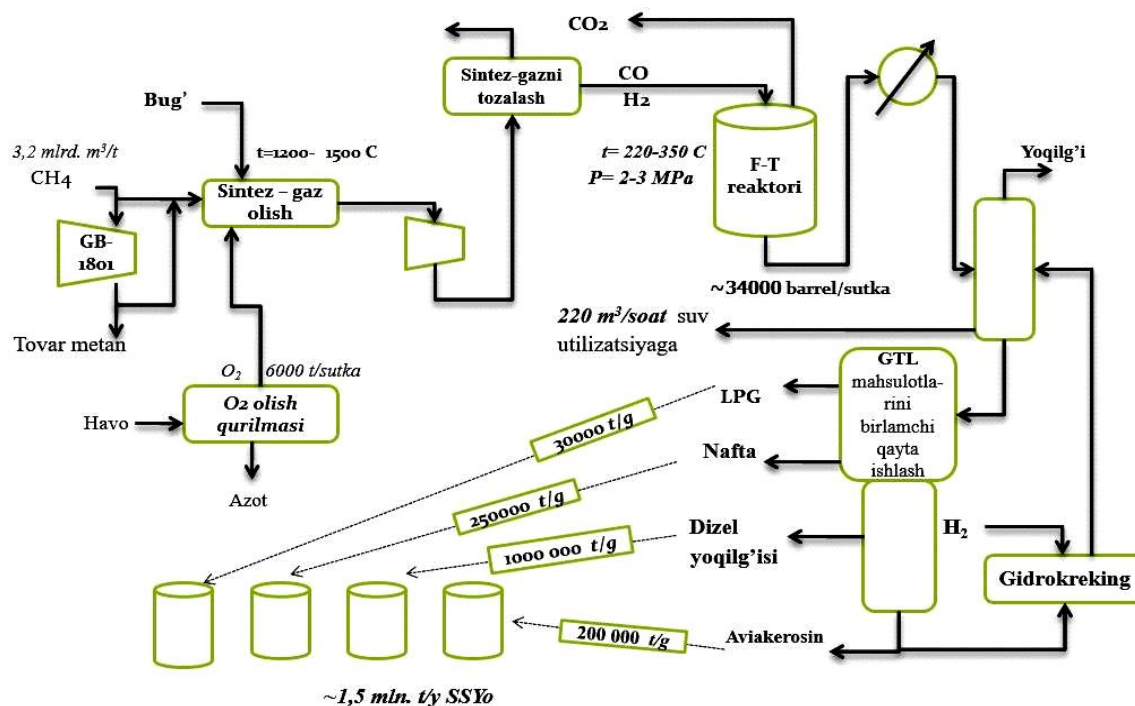 CO2
Sintez-gazni
tozalash
CO
H2
Bug'
3,2 mlrd. m³/t
CH4
t=1200- 1500 C
Sintez – gaz
olish
GB-
1801
Tovar metan
t= 220-350 C
P= 2-3 MPa
F-T
reaktori
Yoqilg'i
~34000 barrel/sutka
220 m³/soat suv
utilizatsiyaga
O2 6000 t/sutka
Havo
O2 olish
qurilmasi
Azot
GTL
mahsulotla-
rini
birlamchi
qayta
ishlash
LPG
30000 t/g
Nafta
250000 t/g
Dizel
yoqilg'isi
1000 000 t/g
H2
Gidrokreking
Aviakerosin
200 000 t/g
~1,5 mln. t/y SSYo